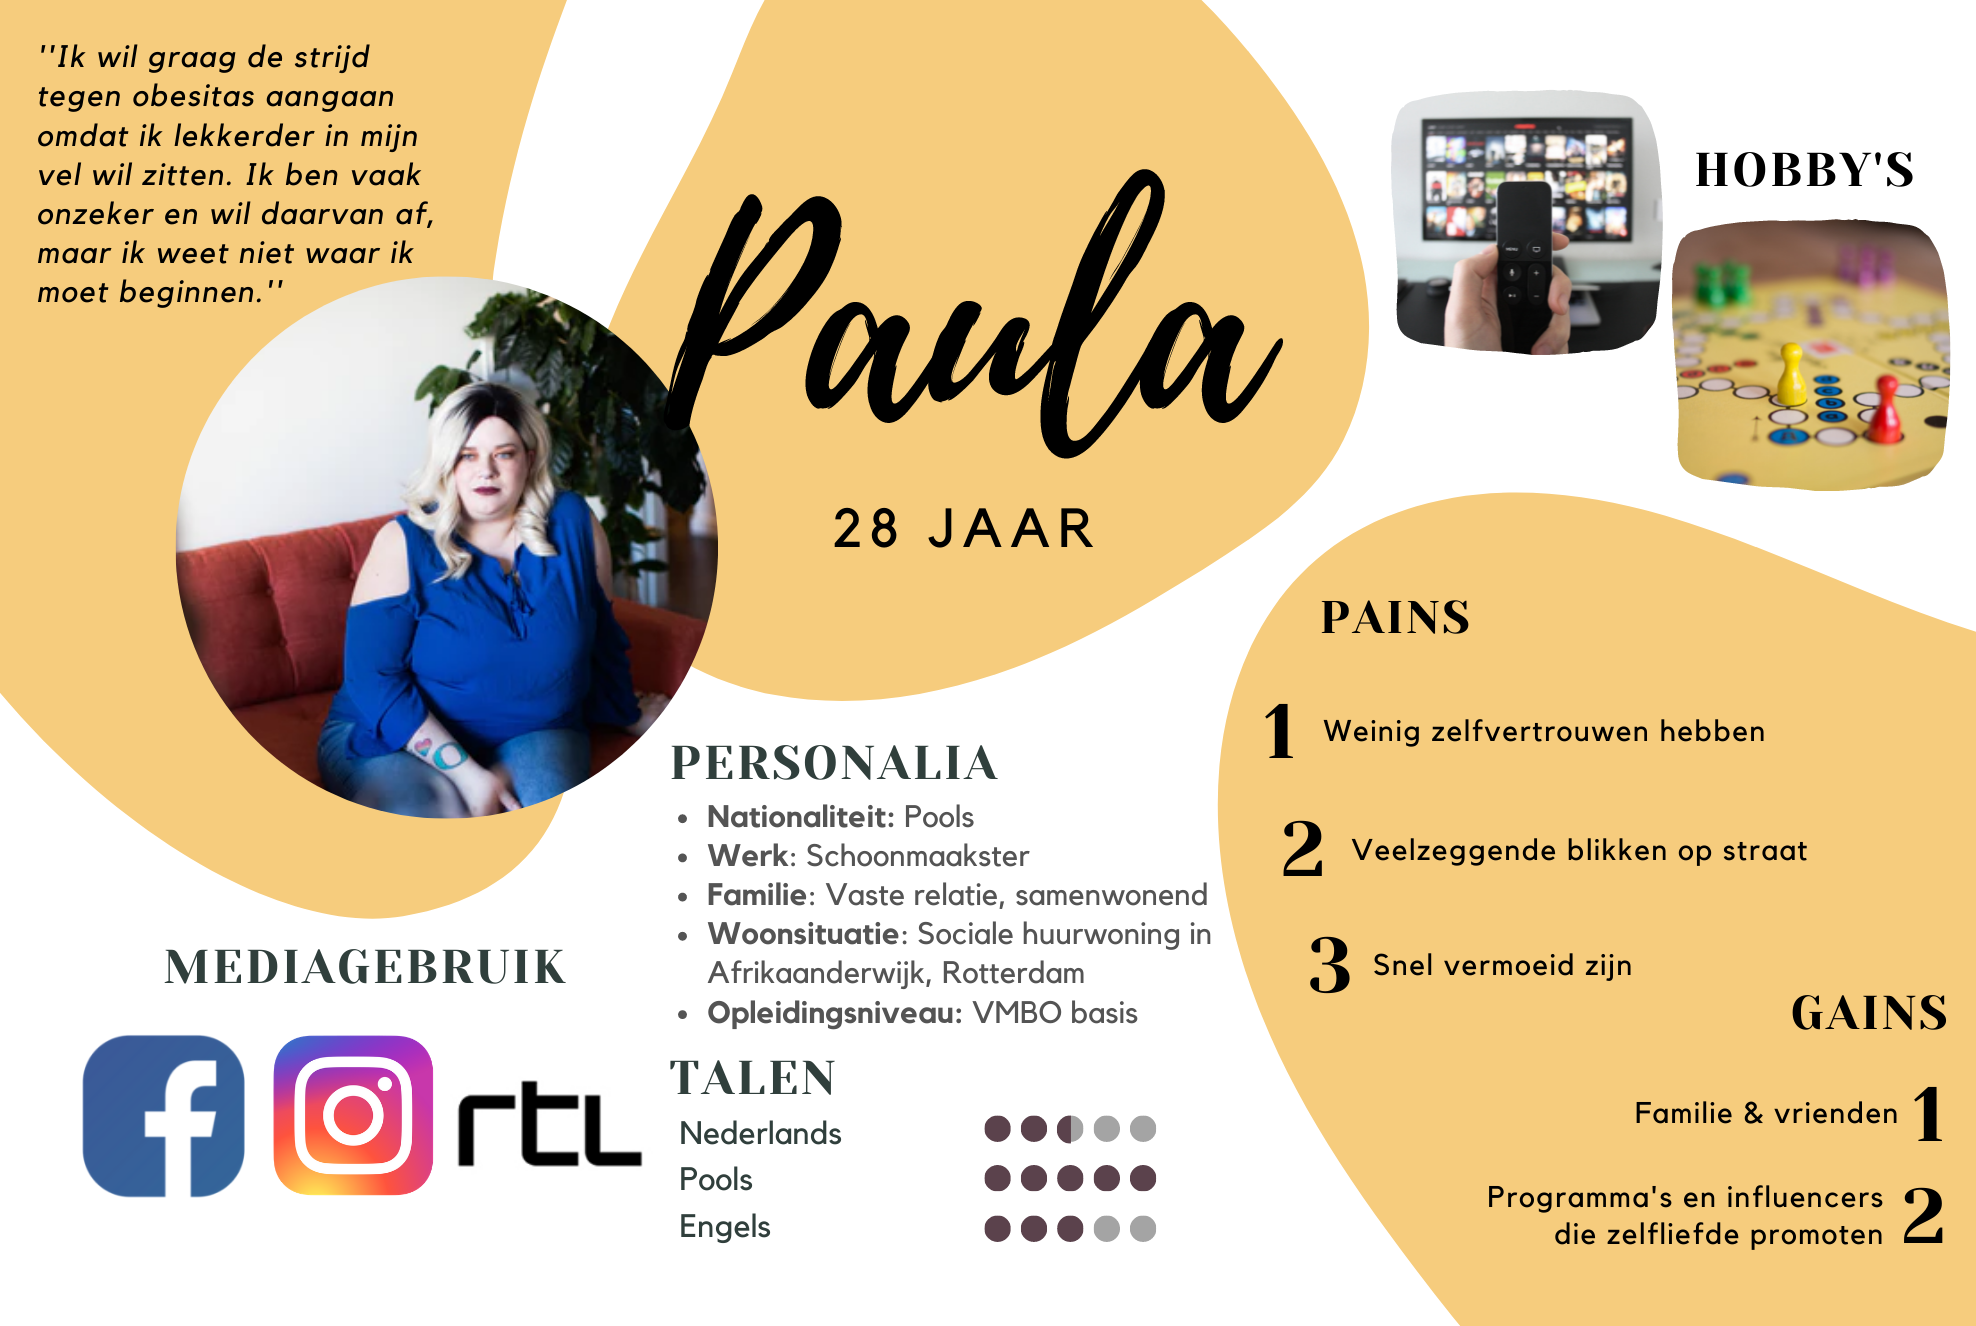 ''Ik wil graag de strijd
tegen obesitas aangaan
omdat ik lekkerder in mijn
vel wil zitten. Ik ben vaak
onzeker en wil daarvan af,
maar ik weet niet waar ik
moet beginnen.''
Paula
28 JAAR
HOBBY'S
PERSONALIA
• Nationaliteit: Pools
• Werk: Schoonmaakster
• Familie: Vaste relatie, samenwonend
• Woonsituatie: Sociale huurwoning in
Afrikaanderwijk, Rotterdam
• Opleidingsniveau: VMBO basis
TALEN
Nederlands
Pools
Engels
MEDIAGEBRUIK
f
rtl
PAINS
1 Weinig zelfvertrouwen hebben
2 Veelzeggende blikken op straat
3 Snel vermoeid zijn
GAINS
Familie & vrienden 1
Programma's en influencers
die zelfliefde promoten 2